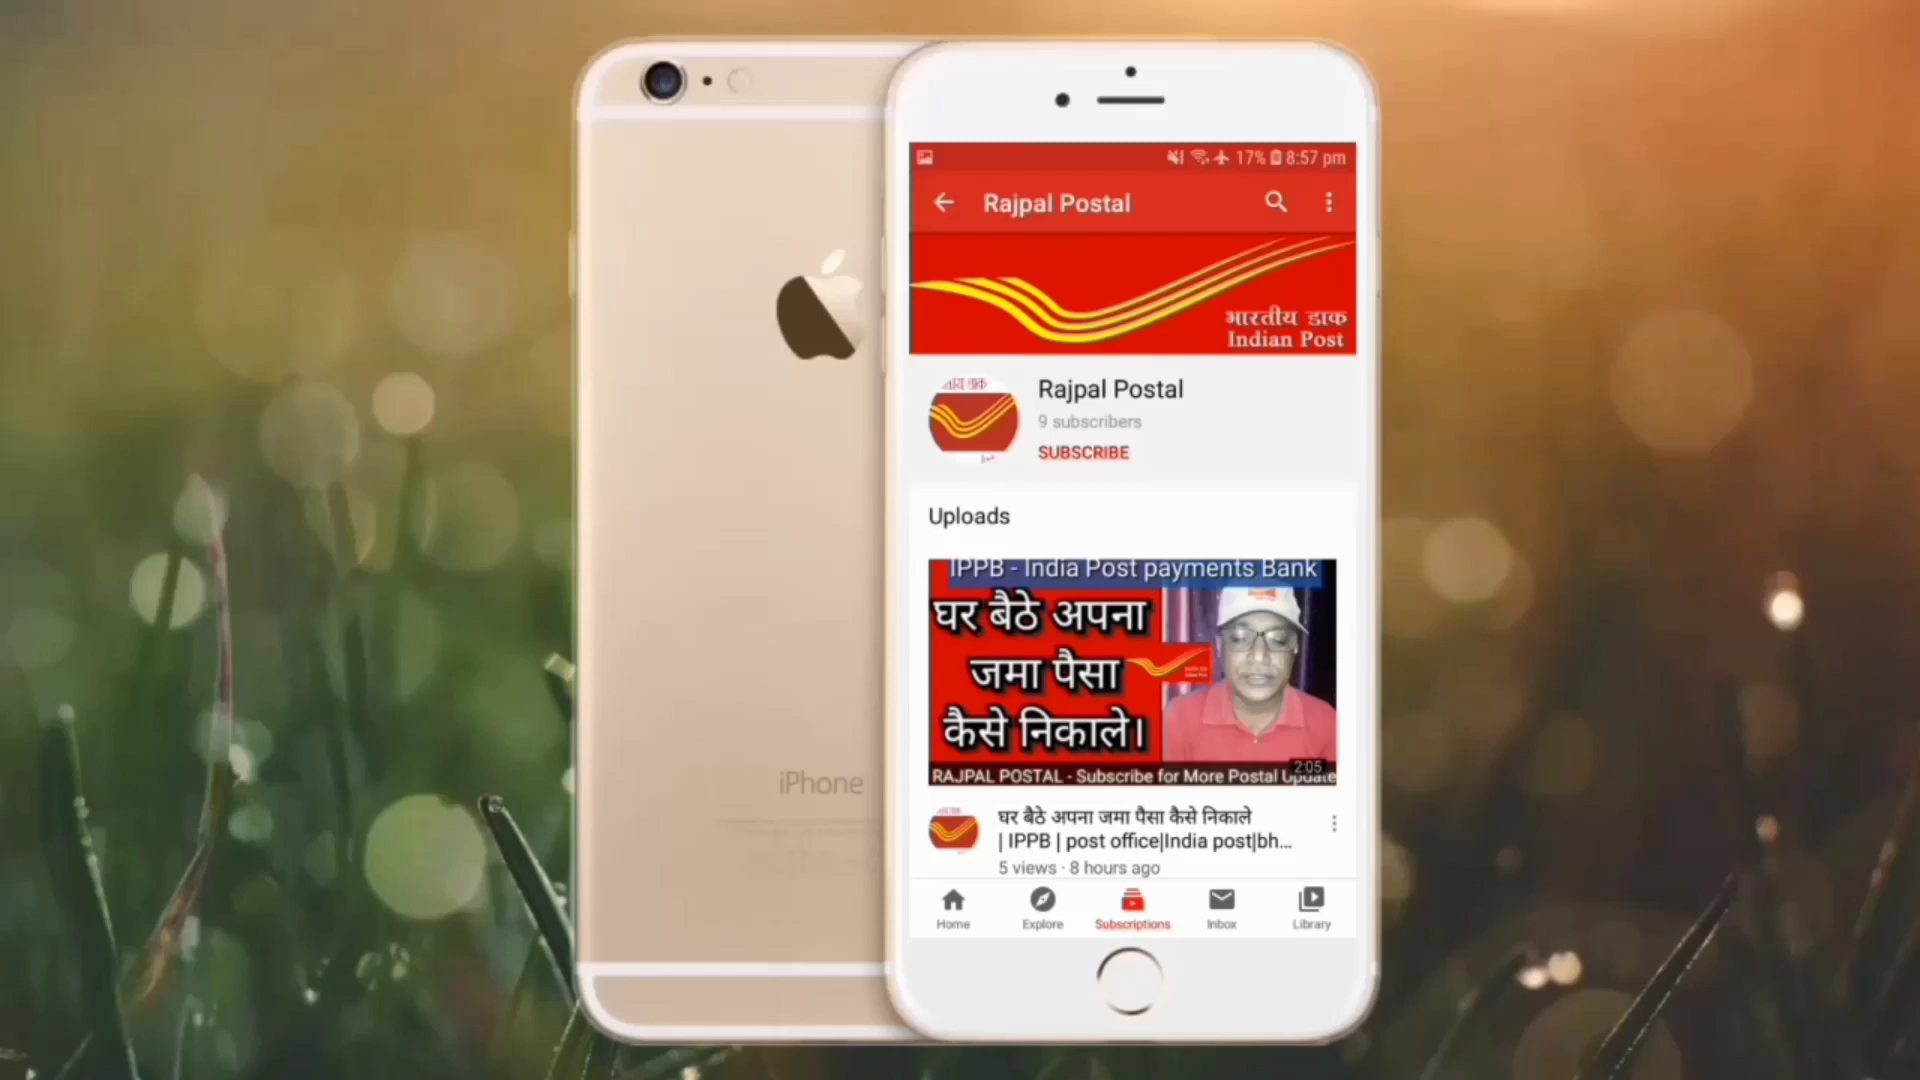 17% 8:57 pm
Rajpal Postal
भारतीय डाक
Indian Post
Rajpal Postal
9 subscribers
SUBSCRIBE
Uploads
IPPB - India Post payments Bank
घर बैठे अपना
जमा पैसा
कैसे निकाले।
2:05
RAJPAL POSTAL - Subscribe for More Postal Update
घर बैठे अपना जमा पैसा कैसे निकाले
| IPPB | post office|India post|bh...
5 views · 8 hours ago
Home Explore Subscriptions Inbox Library
iPhone